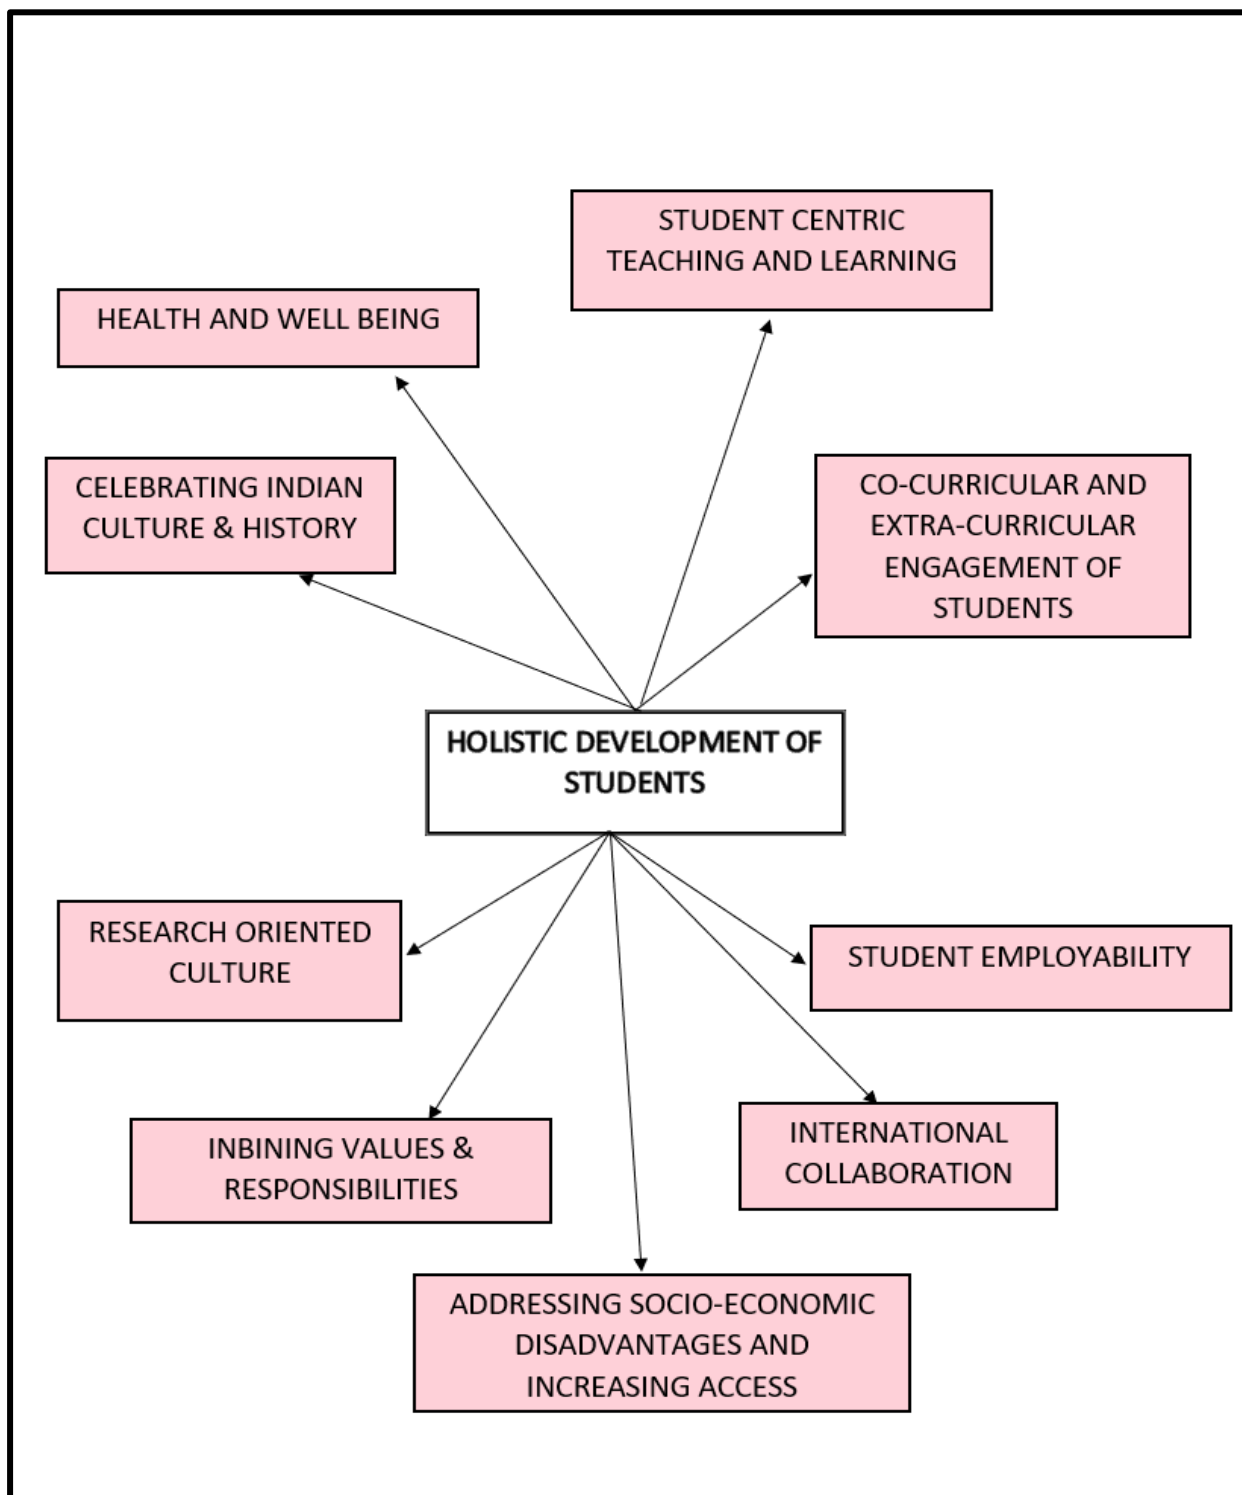 STUDENT CENTRIC
TEACHING AND LEARNING
HEALTH AND WELL BEING
CELEBRATING INDIAN
CULTURE & HISTORY
CO-CURRICULAR AND
EXTRA-CURRICULAR
ENGAGEMENT OF
STUDENTS
HOLISTIC DEVELOPMENT OF
STUDENTS
RESEARCH ORIENTED
CULTURE
STUDENT EMPLOYABILITY
INBINING VALUES &
RESPONSIBILITIES
INTERNATIONAL
COLLABORATION
ADDRESSING SOCIO-ECONOMIC
DISADVANTAGES AND
INCREASING ACCESS